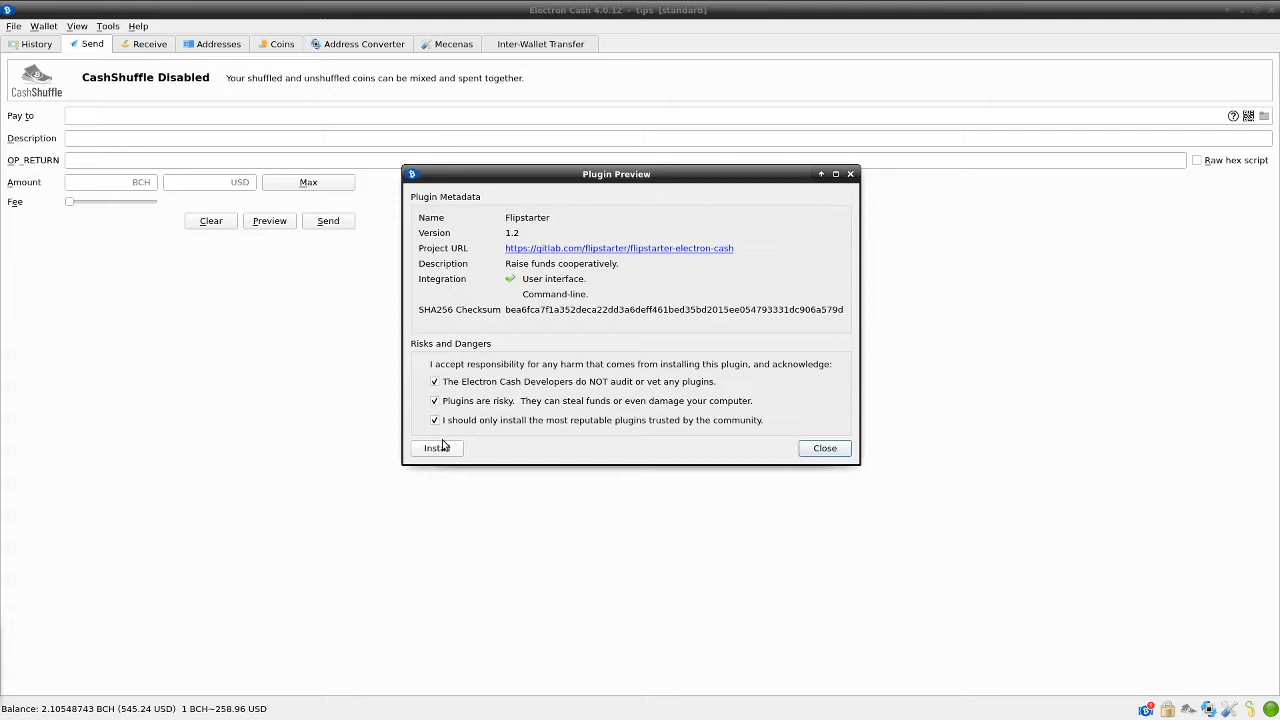 Electron Cash 4.0.12 - tips [standard]
File Wallet View Tools Help
History Send Receive Addresses Coins Address Converter Mecenas Inter-Wallet Transfer
CashShuffle
CashShuffle Disabled Your shuffled and unshuffled coins can be mixed and spent together.
Pay to
Description
OP_RETURN Raw hex script
Amount BCH USD Max
Fee
Clear Preview Send
Plugin Preview
Plugin Metadata
Name Flipstarter
Version 1.2
Project URL https://gitlab.com/flipstarter/flipstarter-electron-cash
Description Raise funds cooperatively.
Integration User interface.
Command-line.
SHA256 Checksum bea6fca7f1a352deca22dd3a6deff461bed35bd2015ee054793331dc906a579d
Risks and Dangers
I accept responsibility for any harm that comes from installing this plugin, and acknowledge:
The Electron Cash Developers do NOT audit or vet any plugins.
Plugins are risky. They can steal funds or even damage your computer.
I should only install the most reputable plugins trusted by the community.
Install Close
Balance: 2.10548743 BCH (545.24 USD) 1 BCH~258.96 USD